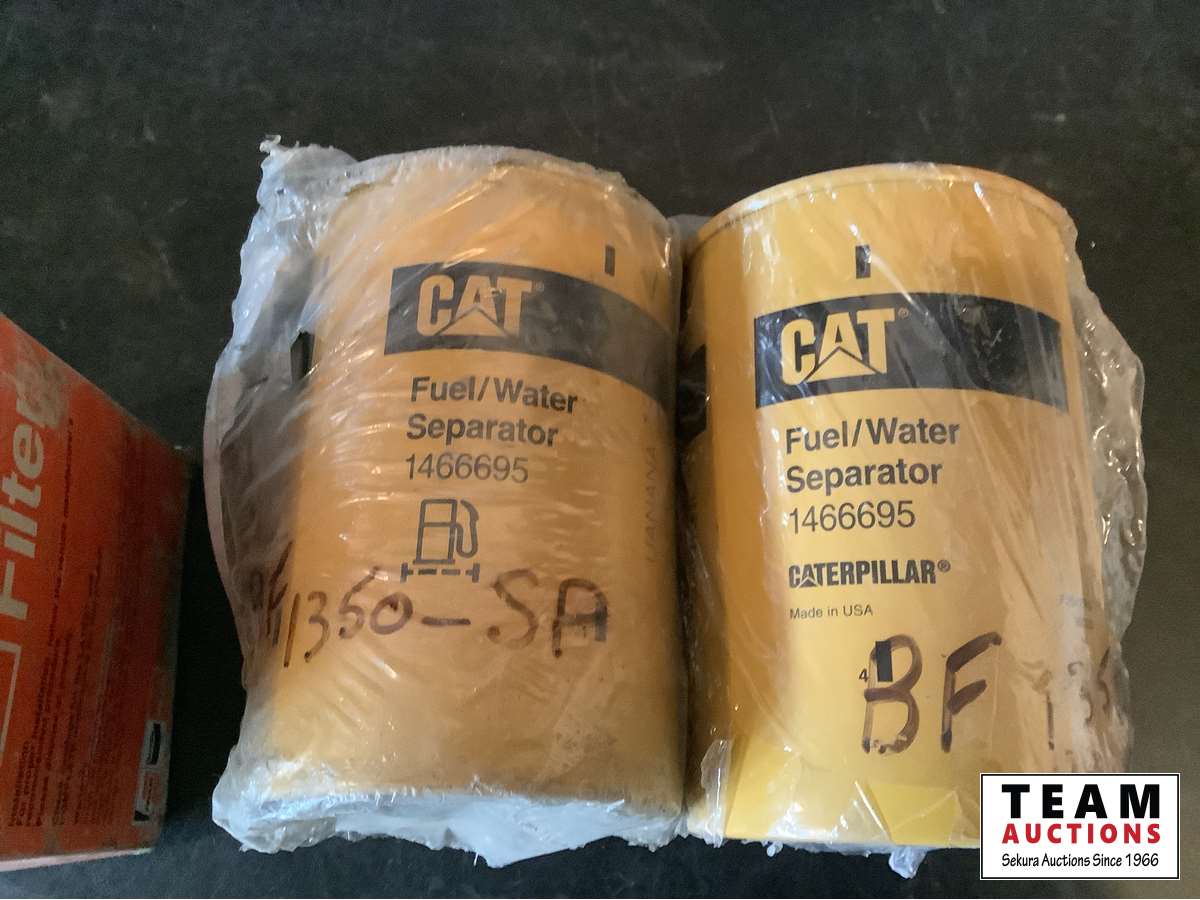 Filter
CAT®
Fuel/Water
Separator
1466695
1350-SA
CAT®
Fuel/Water
Separator
1466695
CATERPILLAR®
Made in USA
4
BF
TEAM
AUCTIONS
Sekura Auctions Since 1966